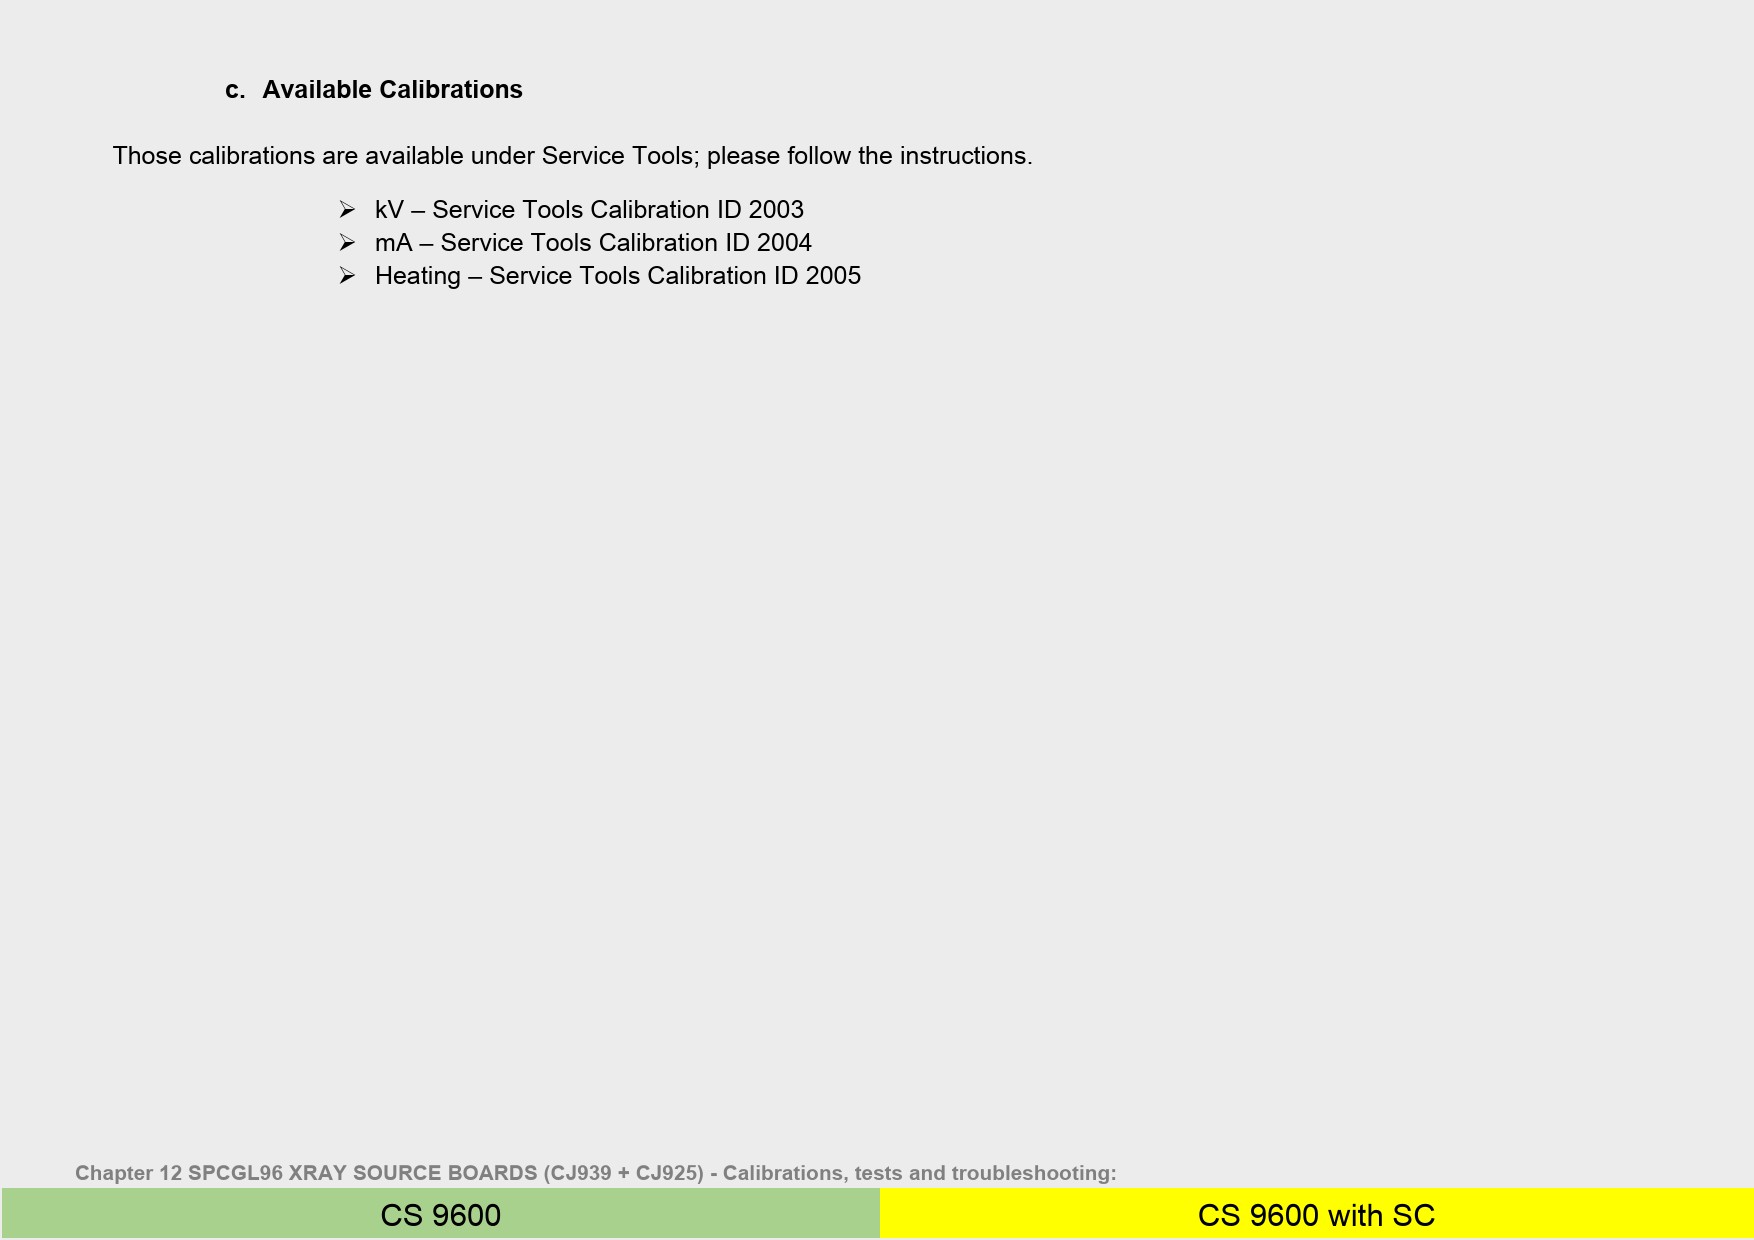 c. Available Calibrations
Those calibrations are available under Service Tools; please follow the instructions.
➢ kV – Service Tools Calibration ID 2003
➢ mA – Service Tools Calibration ID 2004
➢ Heating – Service Tools Calibration ID 2005
Chapter 12 SPCGL96 XRAY SOURCE BOARDS (CJ939 + CJ925) - Calibrations, tests and troubleshooting:
CS 9600
CS 9600 with SC